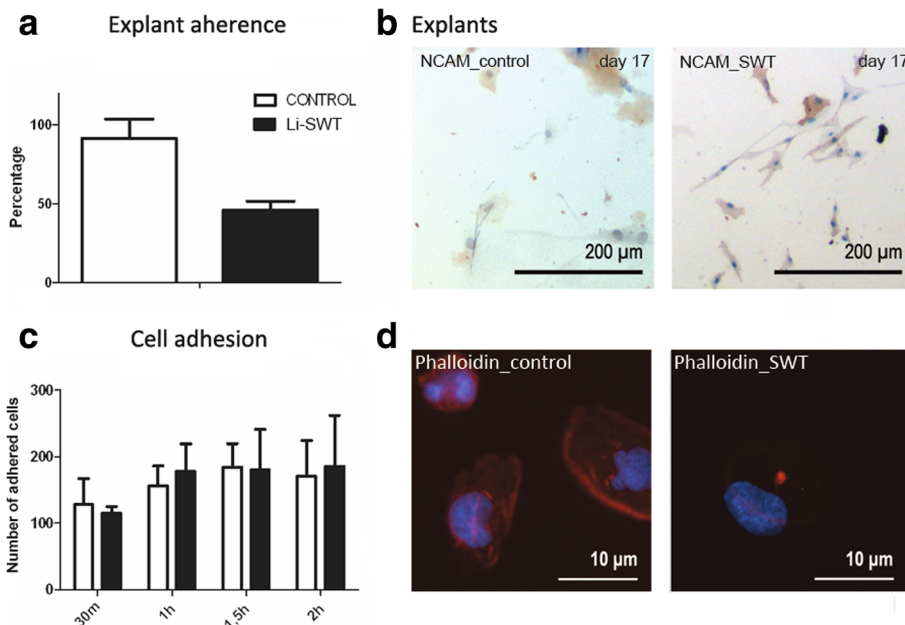 a
Explant aherence
Percentage
100
50
0
CONTROL
Li-SWT
b
Explants
NCAM_control
day 17
200 µm
NCAM_SWT
day 17
200 µm
c
Cell adhesion
Number of adhered cells
300
200
100
0
30m
1h
1,5h
2h
d
Phalloidin_control
10 µm
Phalloidin_SWT
10 µm